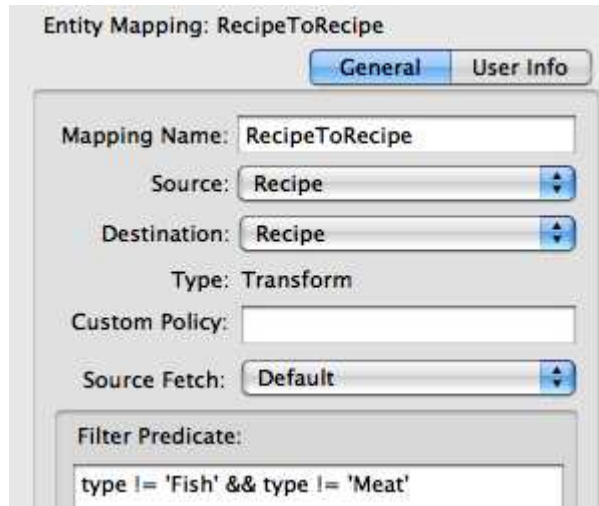 Entity Mapping: RecipeToRecipe
General User Info
Mapping Name: RecipeToRecipe
Source: Recipe
Destination: Recipe
Type: Transform
Custom Policy:
Source Fetch: Default
Filter Predicate:
type != 'Fish' && type != 'Meat'